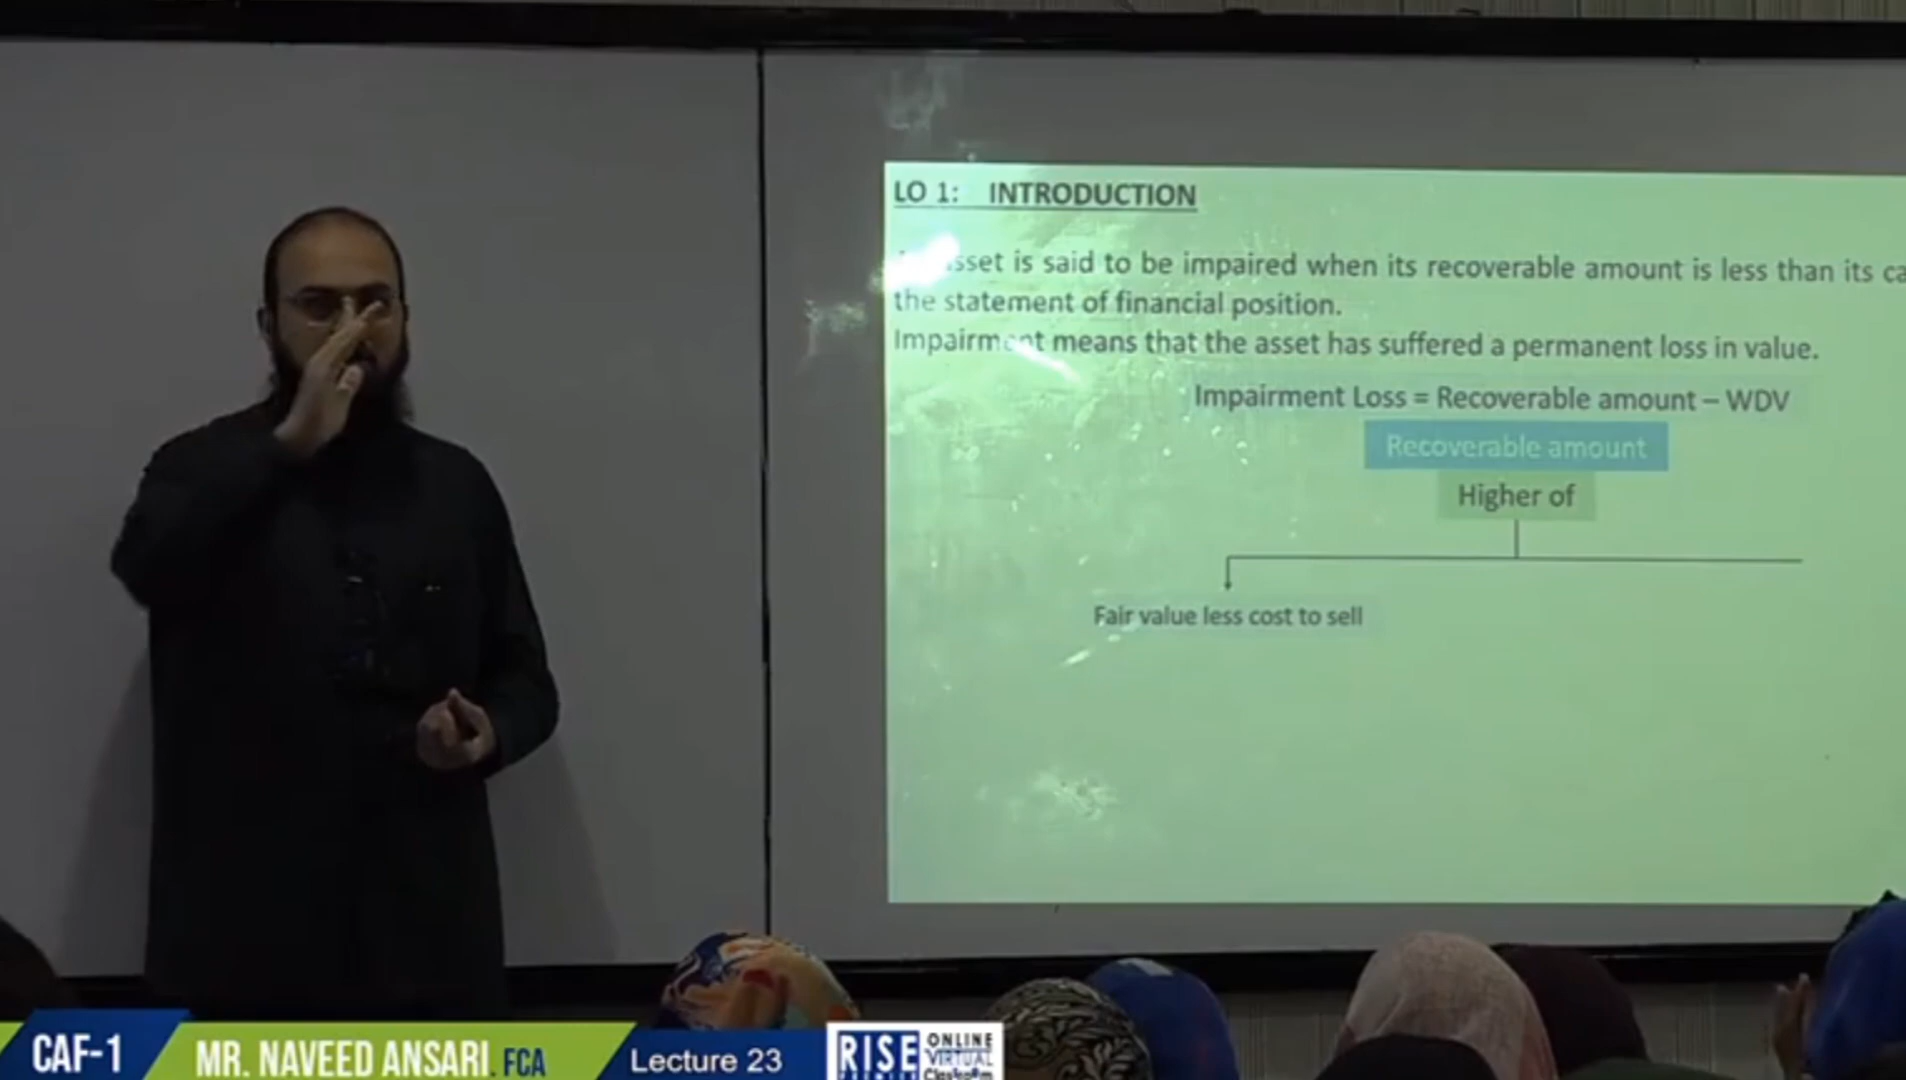 LO 1: INTRODUCTION
sset is said to be impaired when its recoverable amount is less than its ca
the statement of financial position.
Impairment means that the asset has suffered a permanent loss in value.
Impairment Loss = Recoverable amount – WDV
Recoverable amount
Higher of
Fair value less cost to sell
CAF-1
MR. NAVEED ANSARI. FCA
Lecture 23
RISE
PREMIER
ONLINE
VIRTUAL
Classroom